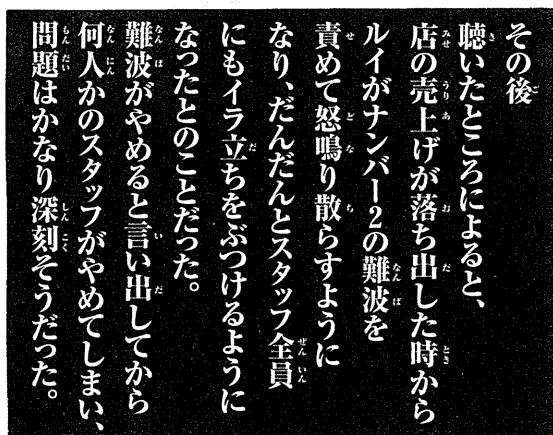 その後
聴いたところによると、
店の売上げが落ち出した時から
ルイがナンバー2の難波を
責めて怒鳴り散らすように
なり、だんだんとスタッフ全員
にもイラ立ちをぶつけるように
なったとのことだった。
難波がやめると言い出してから
何人かのスタッフがやめてしまい、
問題はかなり深刻そうだった。